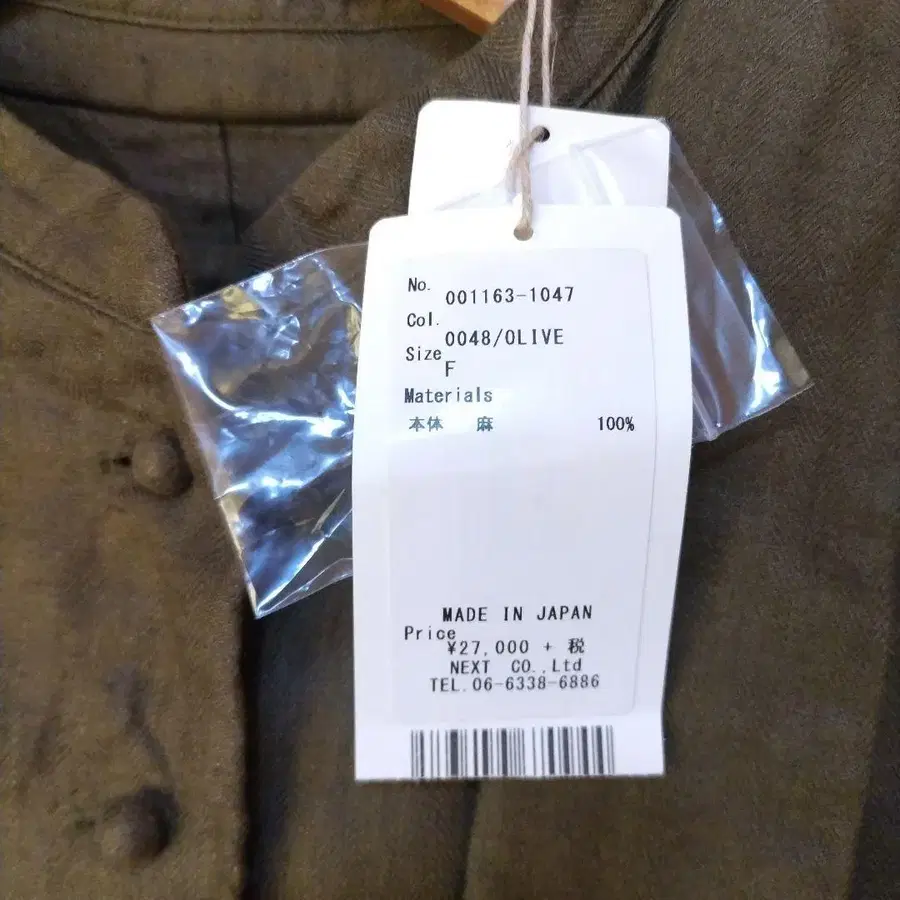 No. 001163-1047
Col. 0048/OLIVE
Size F
Materials
本体 麻 100%
MADE IN JAPAN
Price ¥27,000 + 税
NEXT CO.,Ltd
TEL.06-6338-6886